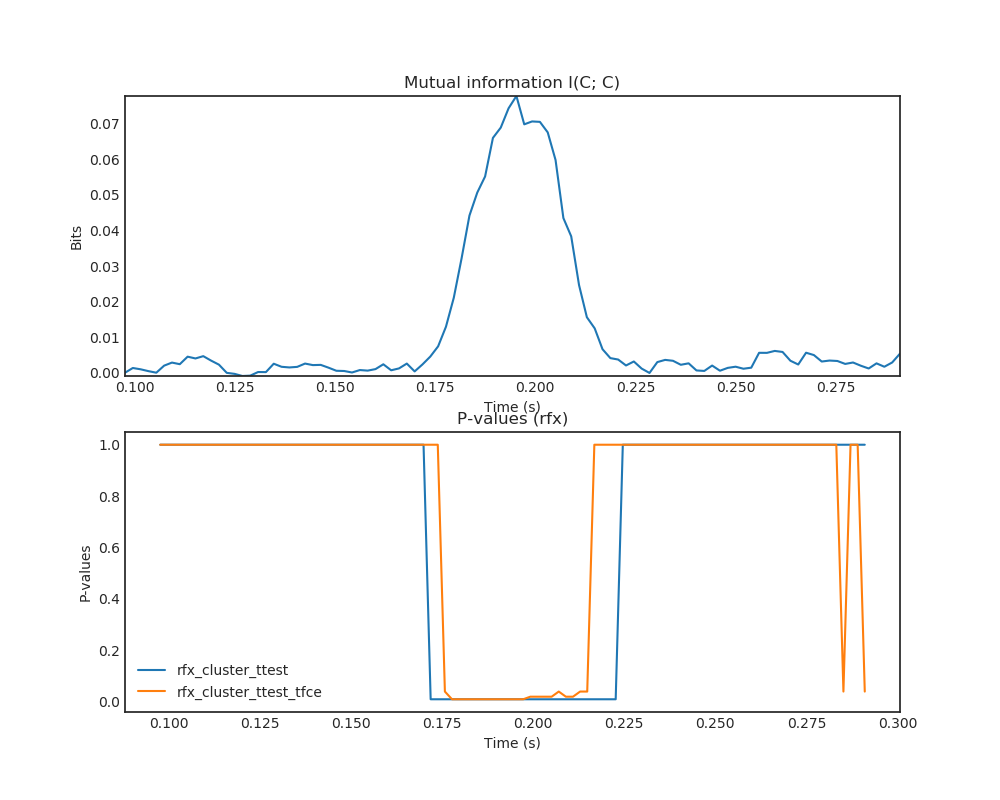 Mutual information I(C; C)
0.07
0.06
0.05
0.04
0.03
0.02
0.01
0.00
Bits
0.100 0.125 0.150 0.175 0.200 0.225 0.250 0.275
Time (s)
P-values (rfx)
1.0
0.8
0.6
0.4
0.2
0.0
P-values
rfx_cluster_ttest
rfx_cluster_ttest_tfce
0.100 0.125 0.150 0.175 0.200 0.225 0.250 0.275 0.300
Time (s)